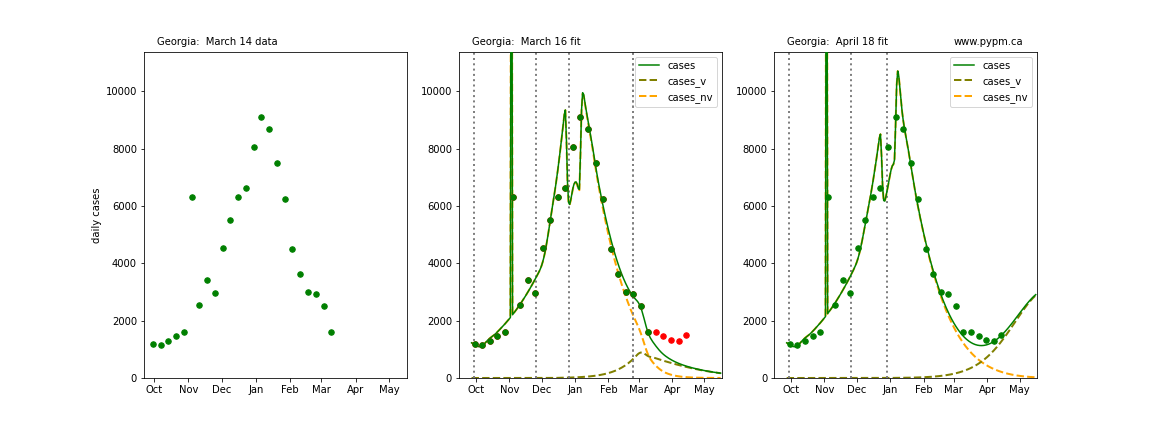 Georgia: March 14 data
daily cases
10000
8000
6000
4000
2000
0
Oct Nov Dec Jan Feb Mar Apr May
Georgia: March 16 fit
cases
cases_v
cases_nv
10000
8000
6000
4000
2000
0
Oct Nov Dec Jan Feb Mar Apr May
Georgia: April 18 fit www.pypm.ca
cases
cases_v
cases_nv
10000
8000
6000
4000
2000
0
Oct Nov Dec Jan Feb Mar Apr May